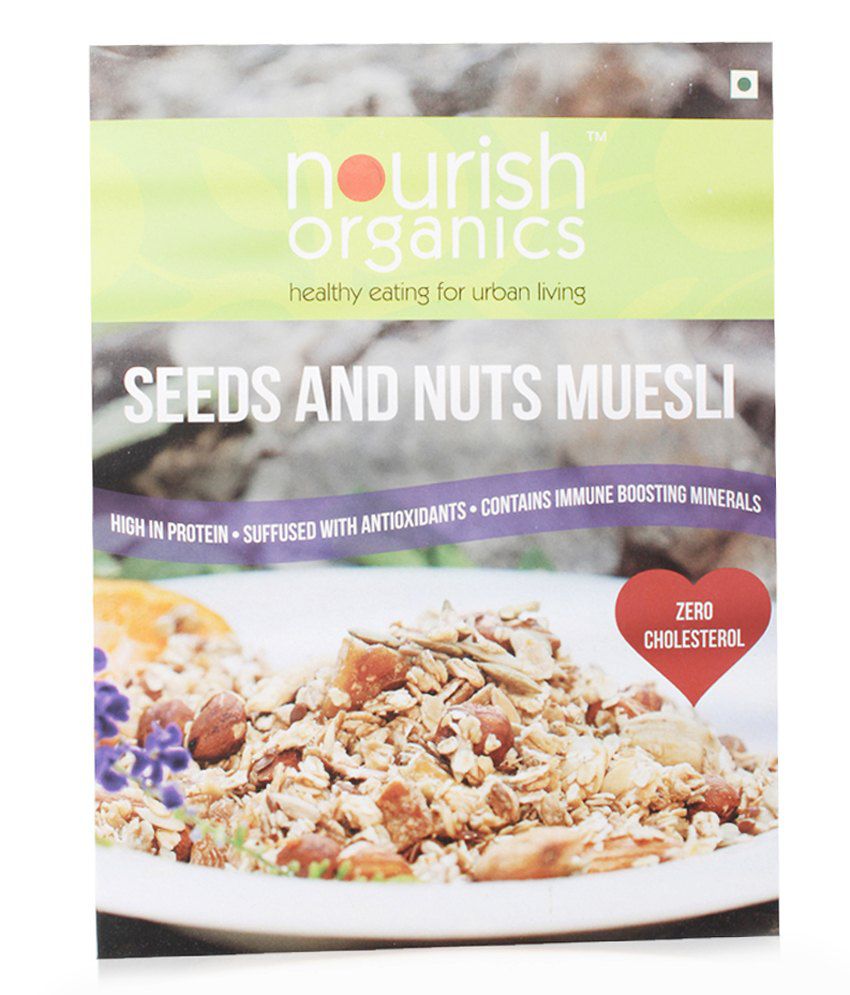 nourish™
organics
healthy eating for urban living
SEEDS AND NUTS MUESLI
HIGH IN PROTEIN • SUFFUSED WITH ANTIOXIDANTS • CONTAINS IMMUNE BOOSTING MINERALS
ZERO
CHOLESTEROL